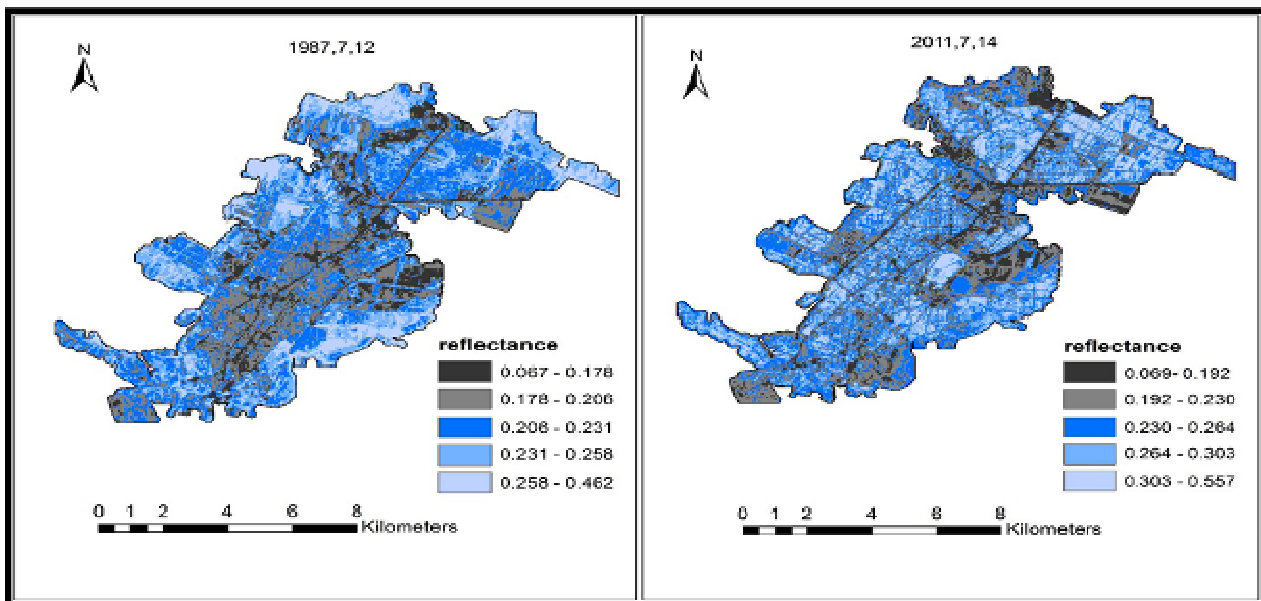 1987,7,12
N
reflectance
0.067 - 0.178
0.178 - 0.206
0.206 - 0.231
0.231 - 0.258
0.258 - 0.462
0 1 2 4 6 8
Kilometers
2011,7,14
N
reflectance
0.069- 0.192
0.192 - 0.230
0.230 - 0.264
0.264 - 0.303
0.303 - 0.557
0 1 2 4 6 8
Kilometers